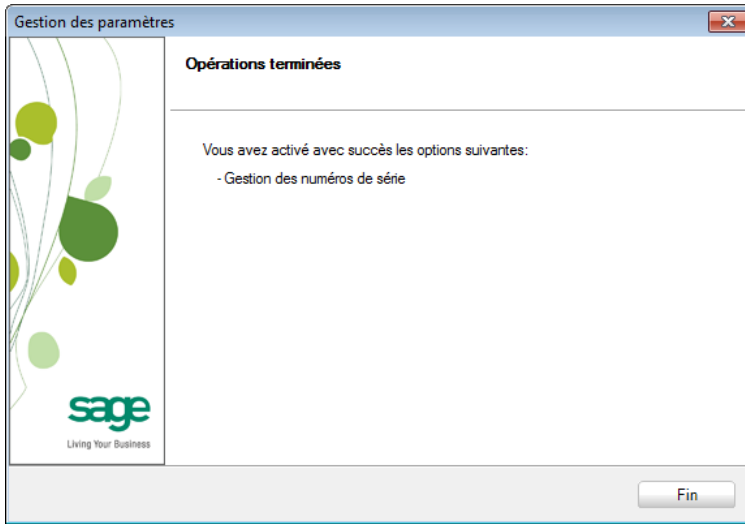 Gestion des paramètres
Opérations terminées
Vous avez activé avec succès les options suivantes:
- Gestion des numéros de série
sage
Living Your Business
Fin